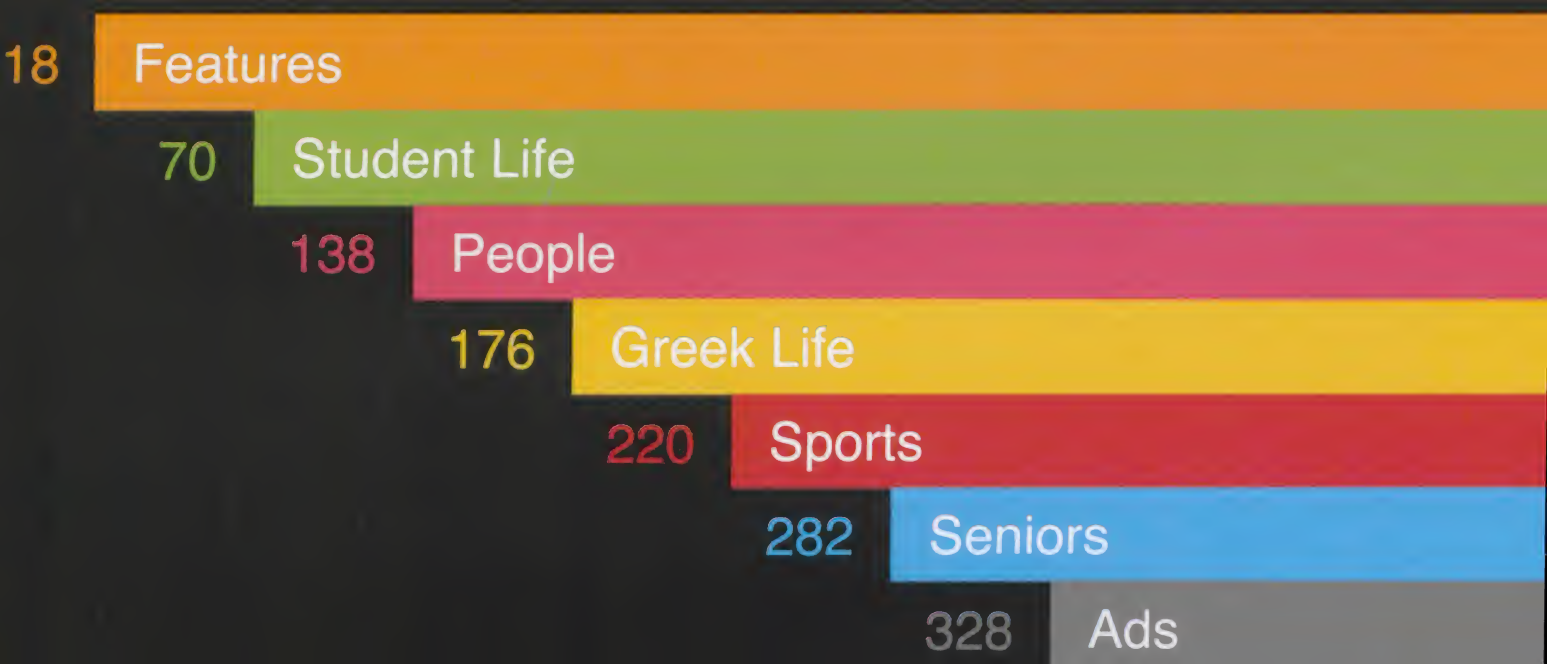 18 Features
70 Student Life
138 People
176 Greek Life
220 Sports
282 Seniors
328 Ads